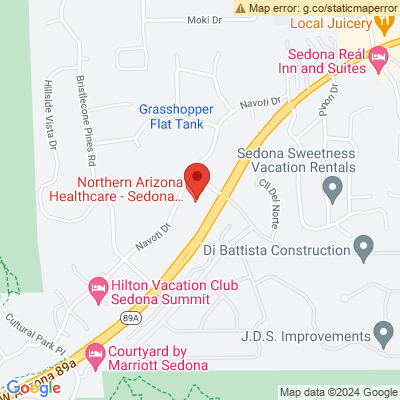 Map error: g.co/staticmaperror
Moki Dr
Local Juicery
Sedona Reál
Inn and Suites
Hillside Vista Dr
Bristlecone Pines Rd
Navoti Dr
Pinon Dr
Grasshopper
Flat Tank
Sedona Sweetness
Vacation Rentals
Northern Arizona
Healthcare - Sedona...
Cll Del Norte
Navoti Dr
Di Battista Construction
Hilton Vacation Club
Sedona Summit
89A
Cultural Park Pl
J.D.S. Improvements
Courtyard by
Marriott Sedona
W. Arizona 89a
Google
Map data ©2024 Google